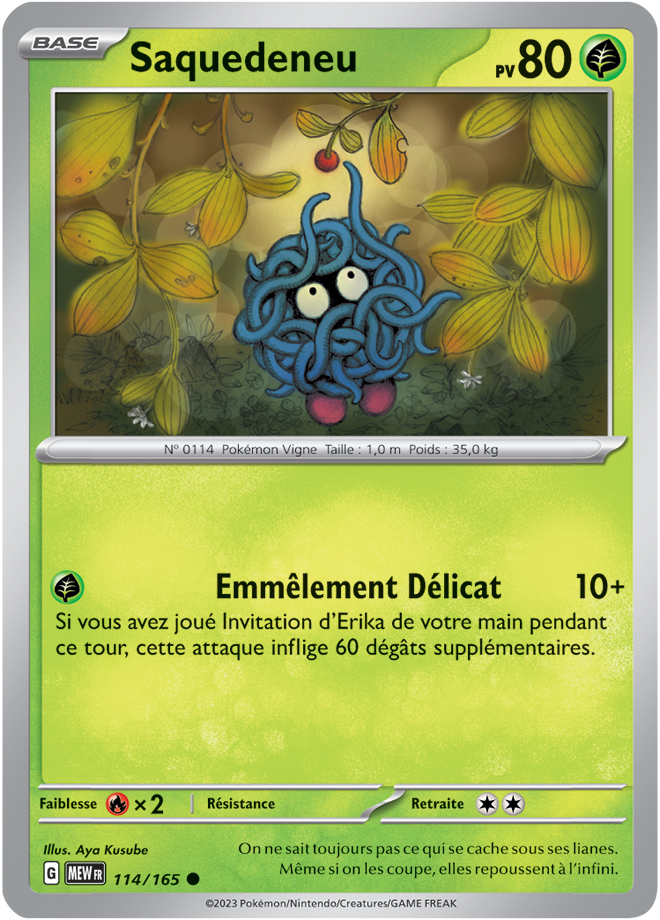 BASE
Saquedeneu
PV 80
Nº 0114 Pokémon Vigne Taille : 1,0 m Poids : 35,0 kg
Emmêlement Délicat 10+
Si vous avez joué Invitation d’Erika de votre main pendant
ce tour, cette attaque inflige 60 dégâts supplémentaires.
Faiblesse ×2 Résistance Retraite
Illus. Aya Kusube
On ne sait toujours pas ce qui se cache sous ses lianes.
Même si on les coupe, elles repoussent à l’infini.
G MEW FR 114/165
©2023 Pokémon/Nintendo/Creatures/GAME FREAK